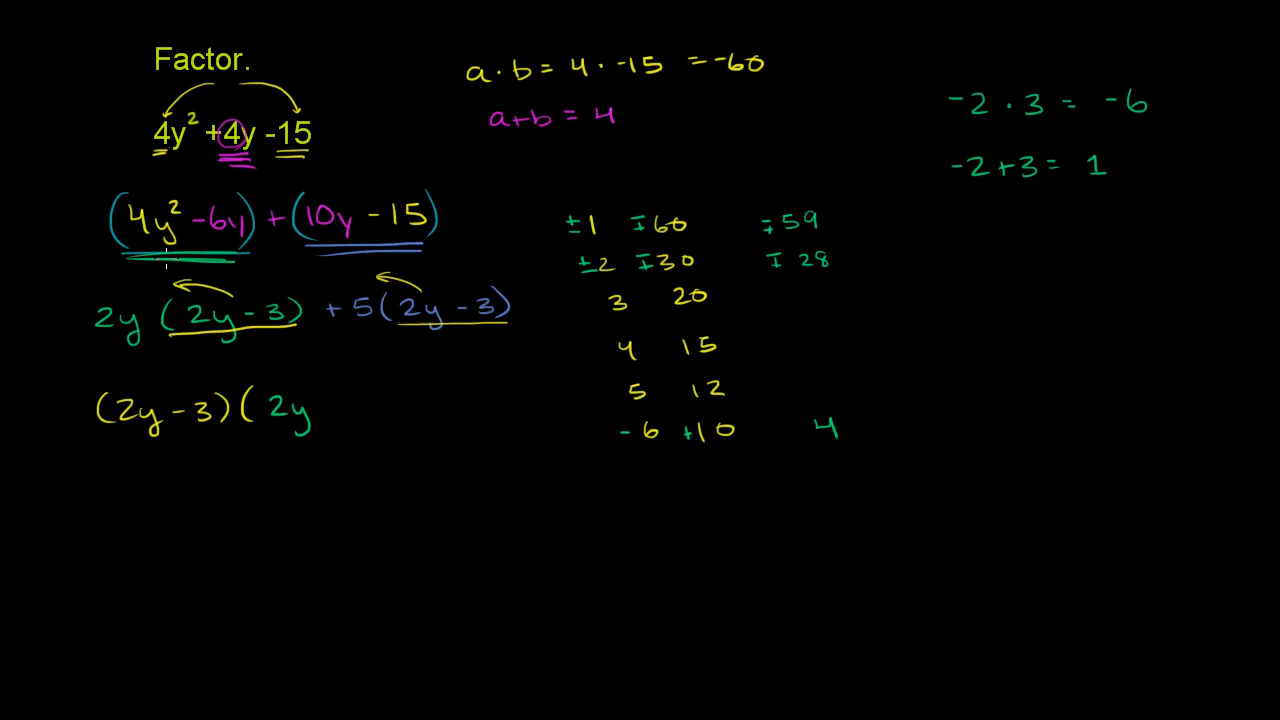 Factor.
4y² + 4y - 15
(4y² - 6y) + (10y - 15)
2y (2y - 3) + 5 (2y - 3)
(2y - 3) ( 2y
a · b = 4 · -15 = -60
a + b = 4
± 1 ∓ 60 ∓ 59
± 2 ∓ 30 ∓ 28
3 20
4 15
5 12
- 6 + 10 4
-2 · 3 = -6
-2 + 3 = 1